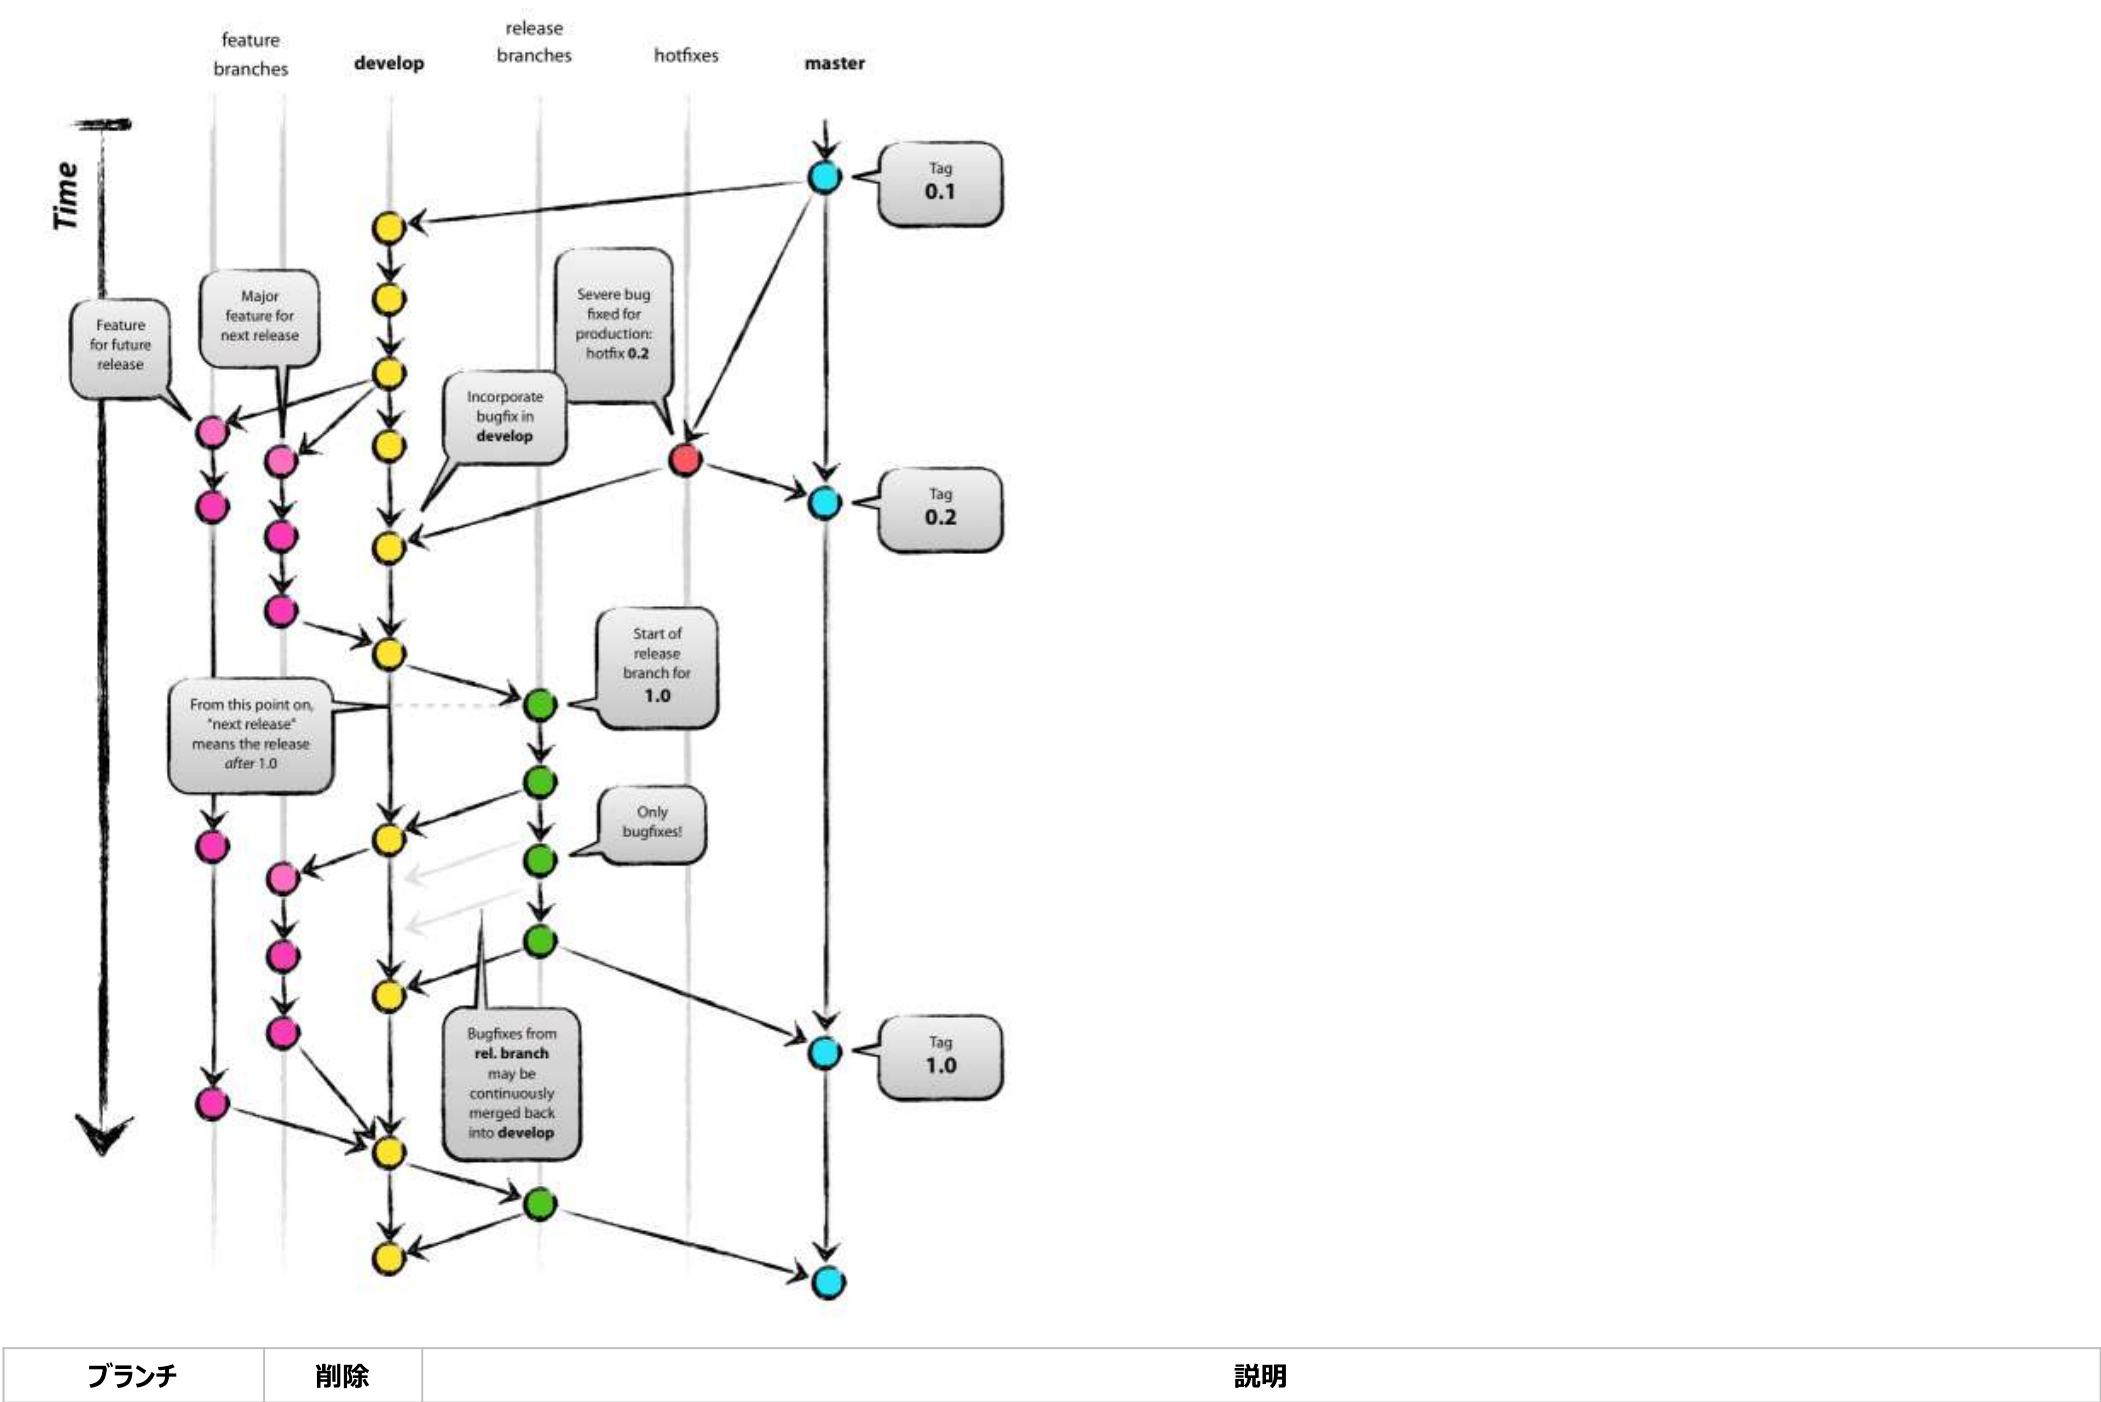 feature
branches
develop
release
branches
hotfixes
master
Time
Tag
0.1
Major
feature for
next release
Feature
for future
release
Severe bug
fixed for
production:
hotfix 0.2
Incorporate
bugfix in
develop
Tag
0.2
Start of
release
branch for
1.0
From this point on,
"next release"
means the release
after 1.0
Only
bugfixes!
Bugfixes from
rel. branch
may be
continuously
merged back
into develop
Tag
1.0
ブランチ 削除 説明